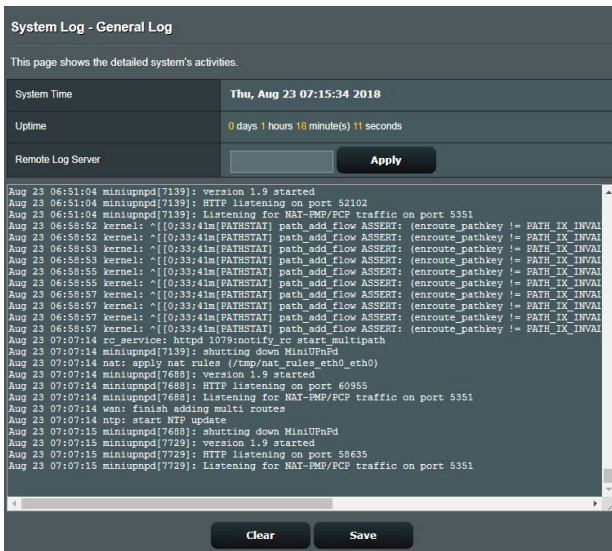 System Log - General Log
This page shows the detailed system's activities.
System Time Thu, Aug 23 07:15:34 2018
Uptime 0 days 1 hours 18 minute(s) 11 seconds
Remote Log Server Apply
Aug 23 06:51:04 miniupnpd[7139]: version 1.9 started
Aug 23 06:51:04 miniupnpd[7139]: HTTP listening on port 52102
Aug 23 06:51:04 miniupnpd[7139]: Listening for NAT-PMP/PCP traffic on port 5351
Aug 23 06:58:52 kernel: ^[[0;33;41m[PATHSTAT] path_add_flow ASSERT: (enroute_pathkey != PATH_IX_INVAL
Aug 23 06:58:52 kernel: ^[[0;33;41m[PATHSTAT] path_add_flow ASSERT: (enroute_pathkey != PATH_IX_INVAL
Aug 23 06:58:53 kernel: ^[[0;33;41m[PATHSTAT] path_add_flow ASSERT: (enroute_pathkey != PATH_IX_INVAL
Aug 23 06:58:53 kernel: ^[[0;33;41m[PATHSTAT] path_add_flow ASSERT: (enroute_pathkey != PATH_IX_INVAL
Aug 23 06:58:55 kernel: ^[[0;33;41m[PATHSTAT] path_add_flow ASSERT: (enroute_pathkey != PATH_IX_INVAL
Aug 23 06:58:55 kernel: ^[[0;33;41m[PATHSTAT] path_add_flow ASSERT: (enroute_pathkey != PATH_IX_INVAL
Aug 23 06:58:57 kernel: ^[[0;33;41m[PATHSTAT] path_add_flow ASSERT: (enroute_pathkey != PATH_IX_INVAL
Aug 23 06:58:57 kernel: ^[[0;33;41m[PATHSTAT] path_add_flow ASSERT: (enroute_pathkey != PATH_IX_INVAL
Aug 23 06:58:57 kernel: ^[[0;33;41m[PATHSTAT] path_add_flow ASSERT: (enroute_pathkey != PATH_IX_INVAL
Aug 23 06:58:57 kernel: ^[[0;33;41m[PATHSTAT] path_add_flow ASSERT: (enroute_pathkey != PATH_IX_INVAL
Aug 23 07:07:14 rc_service: httpd 1079:notify_rc start_multipath
Aug 23 07:07:14 miniupnpd[7139]: shutting down MiniUPnPd
Aug 23 07:07:14 nat: apply nat rules (/tmp/nat_rules_eth0_eth0)
Aug 23 07:07:14 miniupnpd[7688]: version 1.9 started
Aug 23 07:07:14 miniupnpd[7688]: HTTP listening on port 60955
Aug 23 07:07:14 miniupnpd[7688]: Listening for NAT-PMP/PCP traffic on port 5351
Aug 23 07:07:14 wan: finish adding multi routes
Aug 23 07:07:14 ntp: start NTP update
Aug 23 07:07:15 miniupnpd[7688]: shutting down MiniUPnPd
Aug 23 07:07:15 miniupnpd[7729]: version 1.9 started
Aug 23 07:07:15 miniupnpd[7729]: HTTP listening on port 58635
Aug 23 07:07:15 miniupnpd[7729]: Listening for NAT-PMP/PCP traffic on port 5351
Clear Save